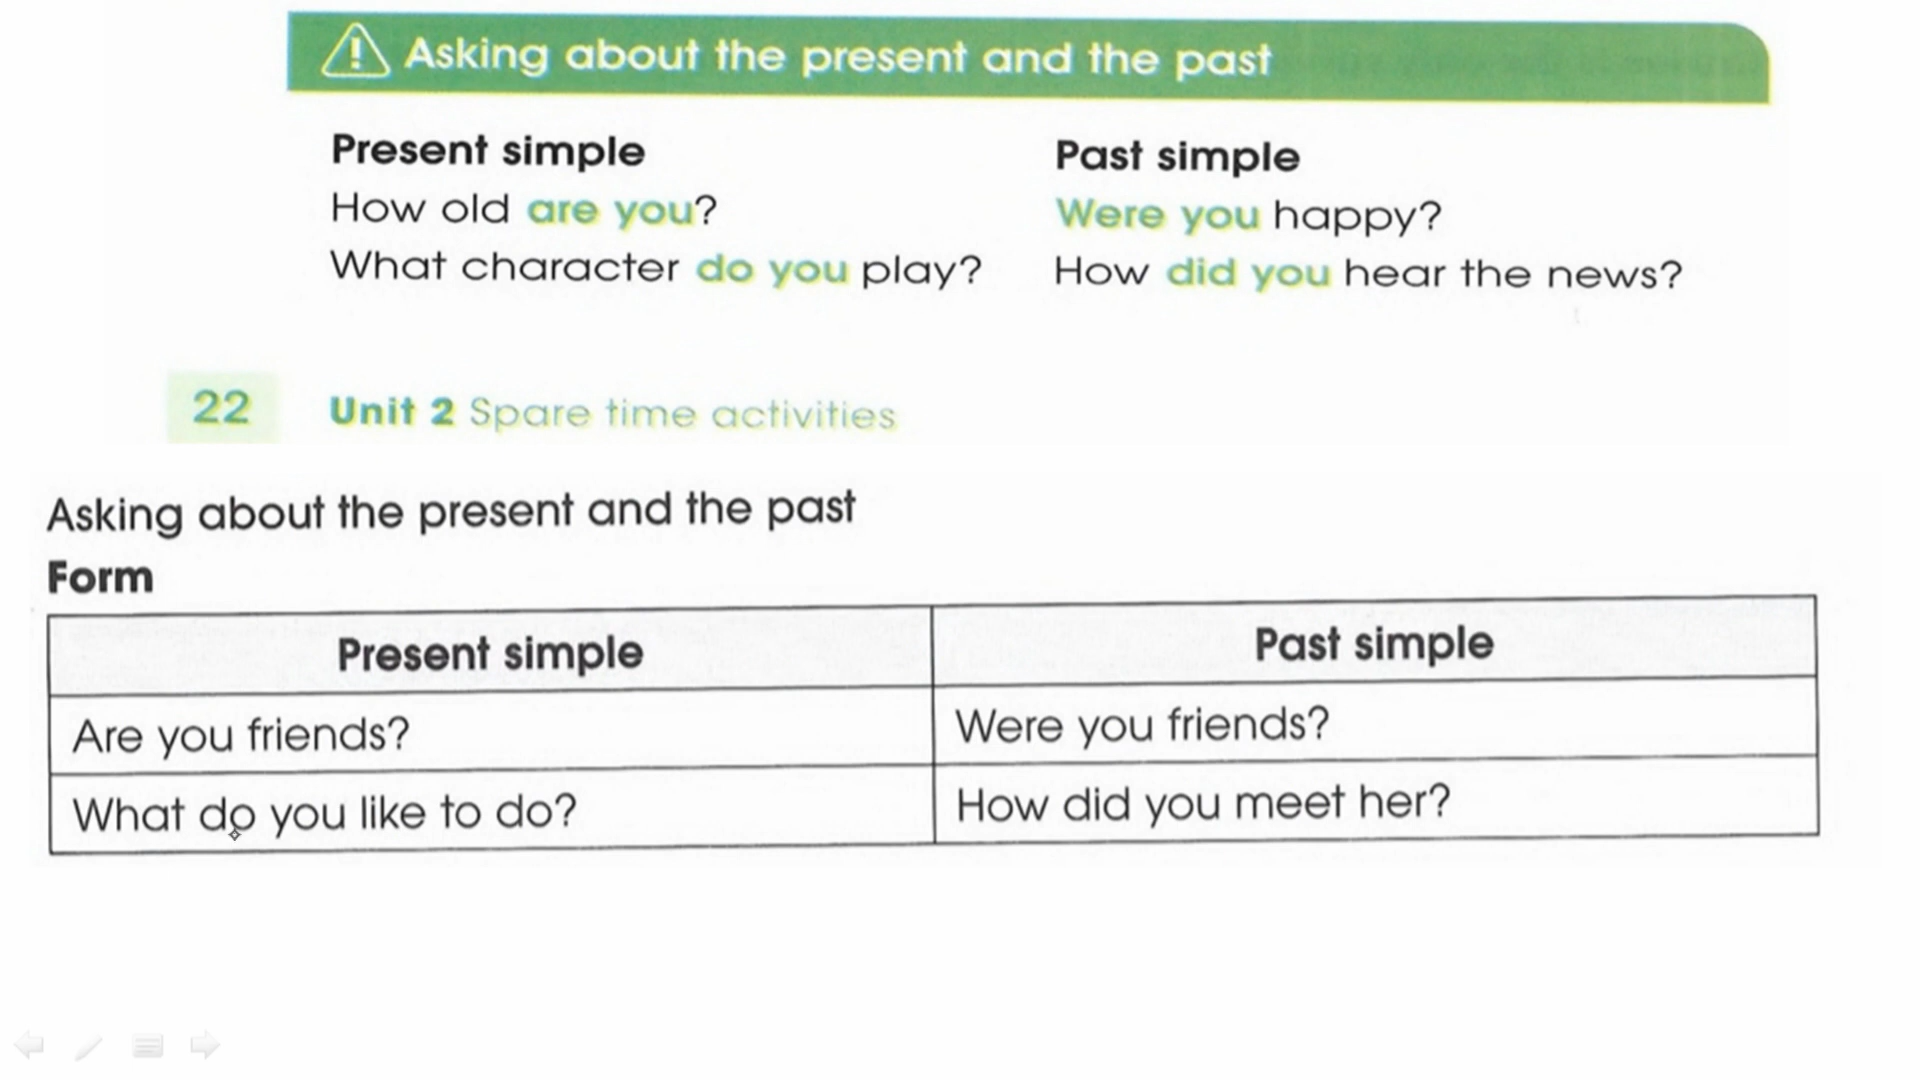 Asking about the present and the past
Present simple
How old are you?
What character do you play?
Past simple
Were you happy?
How did you hear the news?
22 Unit 2 Spare time activities
Asking about the present and the past
Form
Present simple Past simple
Are you friends? Were you friends?
What do you like to do? How did you meet her?